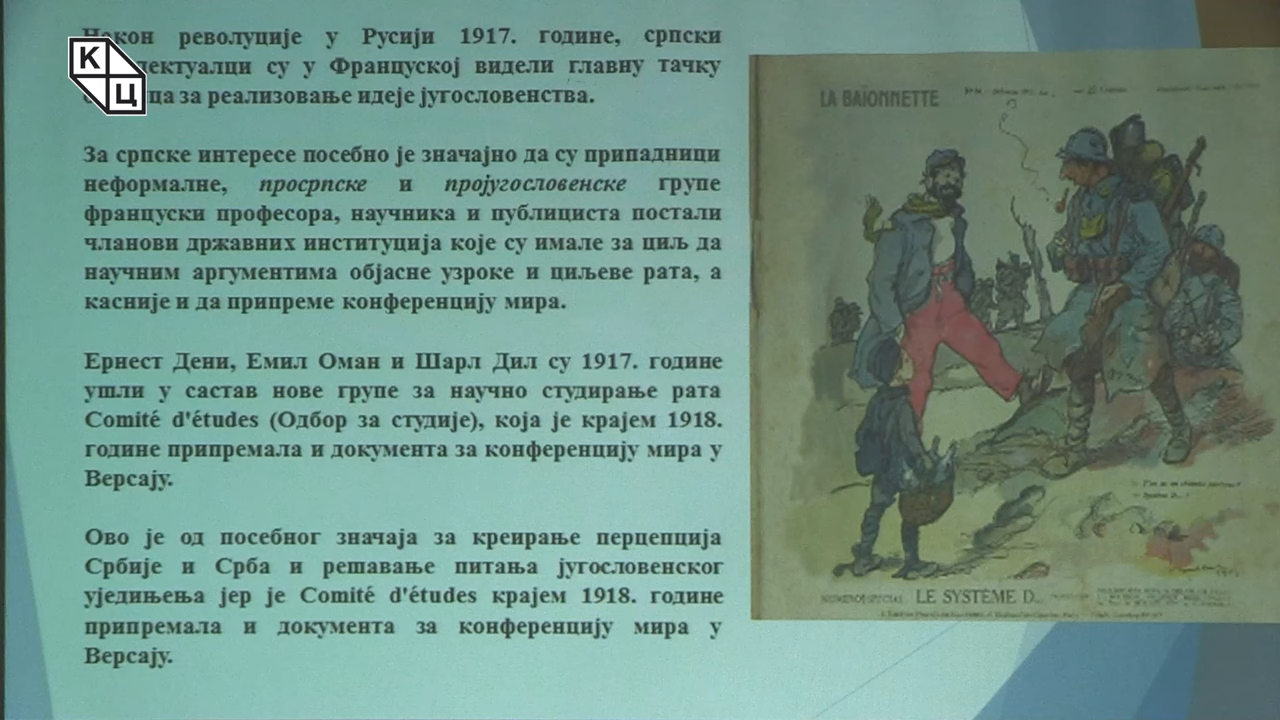 К
Ц
Након револуције у Русији 1917. године, српски
су у Француској видели главну тачку
за реализовање идеје југословенства.
За српске интересе посебно је значајно да су припадници
неформалне, просрпске и пројугословенске групе
француски професора, научника и публициста постали
чланови државних институција које су имале за циљ да
научним аргументима објасне узроке и циљеве рата, а
касније и да припреме конференцију мира.
Ернест Дени, Емил Оман и Шарл Дил су 1917. године
ушли у састав нове групе за научно студирање рата
Comité d'études (Одбор за студије), која је крајем 1918.
године припремала и документа за конференцију мира у
Версају.
Ово је од посебног значаја за креирање перцепција
Србије и Срба и решавање питања југословенског
уједињења јер је Comité d'études крајем 1918. године
припремала и документа за конференцију мира у
Версају.
LA BAÏONNETTE
NUMÉRO SPÉCIAL LE SYSTÈME D...